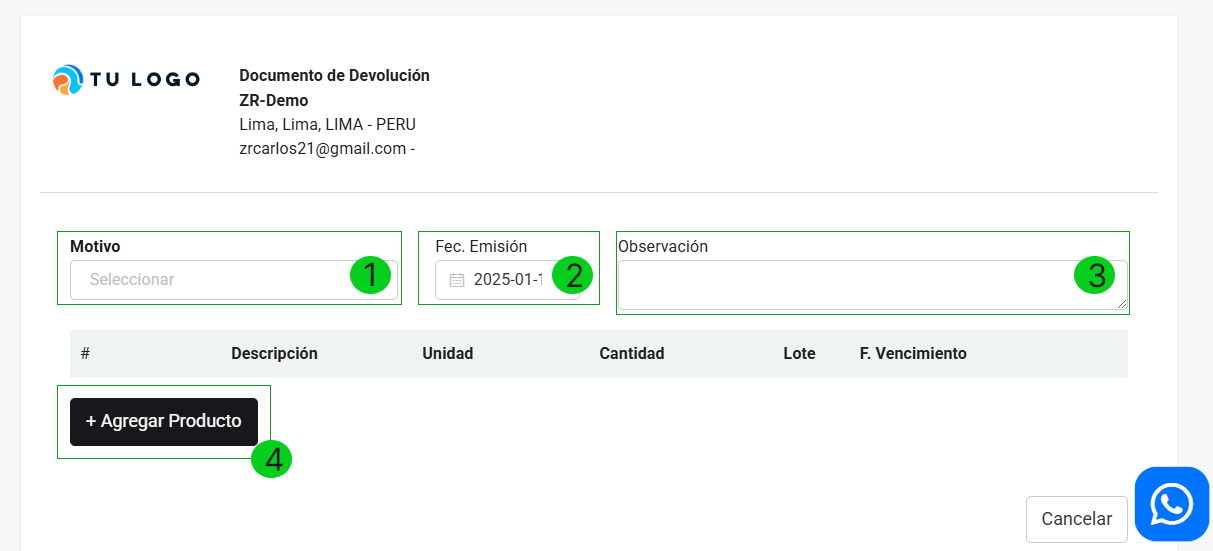 TU LOGO
Documento de Devolución
ZR-Demo
Lima, Lima, LIMA - PERU
zrcarlos21@gmail.com -
Motivo
Seleccionar
1
Fec. Emisión
2025-01-
2
Observación
3
# Descripción Unidad Cantidad Lote F. Vencimiento
+ Agregar Producto
4
Cancelar